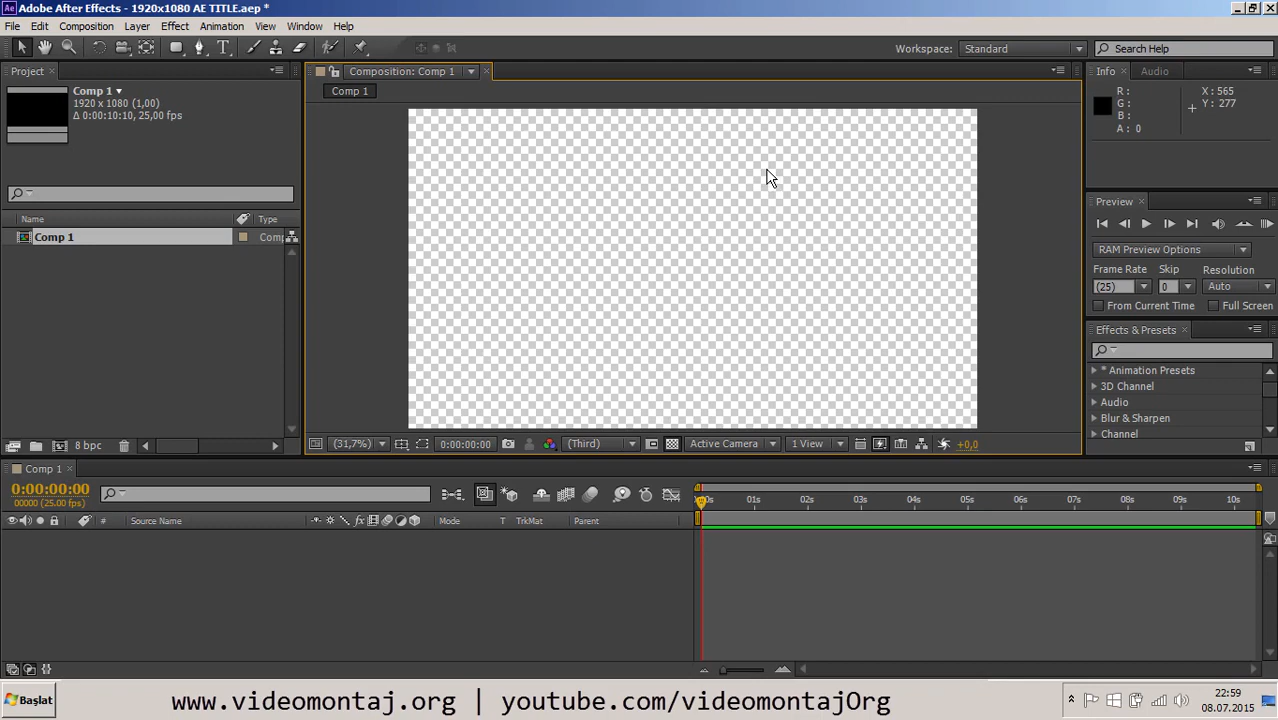 Ae Adobe After Effects - 1920x1080 AE TITLE.aep *
File Edit Composition Layer Effect Animation View Window Help
Workspace: Standard Search Help
Project Composition: Comp 1 Info Audio
Comp 1
1920 x 1080 (1,00)
Δ 0:00:10:10, 25,00 fps
Comp 1
R :
G :
B :
A : 0
X : 565
Y : 277
Preview
RAM Preview Options
Frame Rate Skip Resolution
(25) 0 Auto
From Current Time Full Screen
Name Type
Comp 1 Comp
Effects & Presets
* Animation Presets
3D Channel
Audio
Blur & Sharpen
Channel
8 bpc
(31,7%) 0:00:00:00 (Third) Active Camera 1 View +0,0
Comp 1
0:00:00:00
00000 (25.00 fps)
0:00s 01s 02s 03s 04s 05s 06s 07s 08s 09s 10s
# Source Name fx Mode T TrkMat Parent
Başlat
www.videomontaj.org | youtube.com/videomontajOrg
22:59
08.07.2015